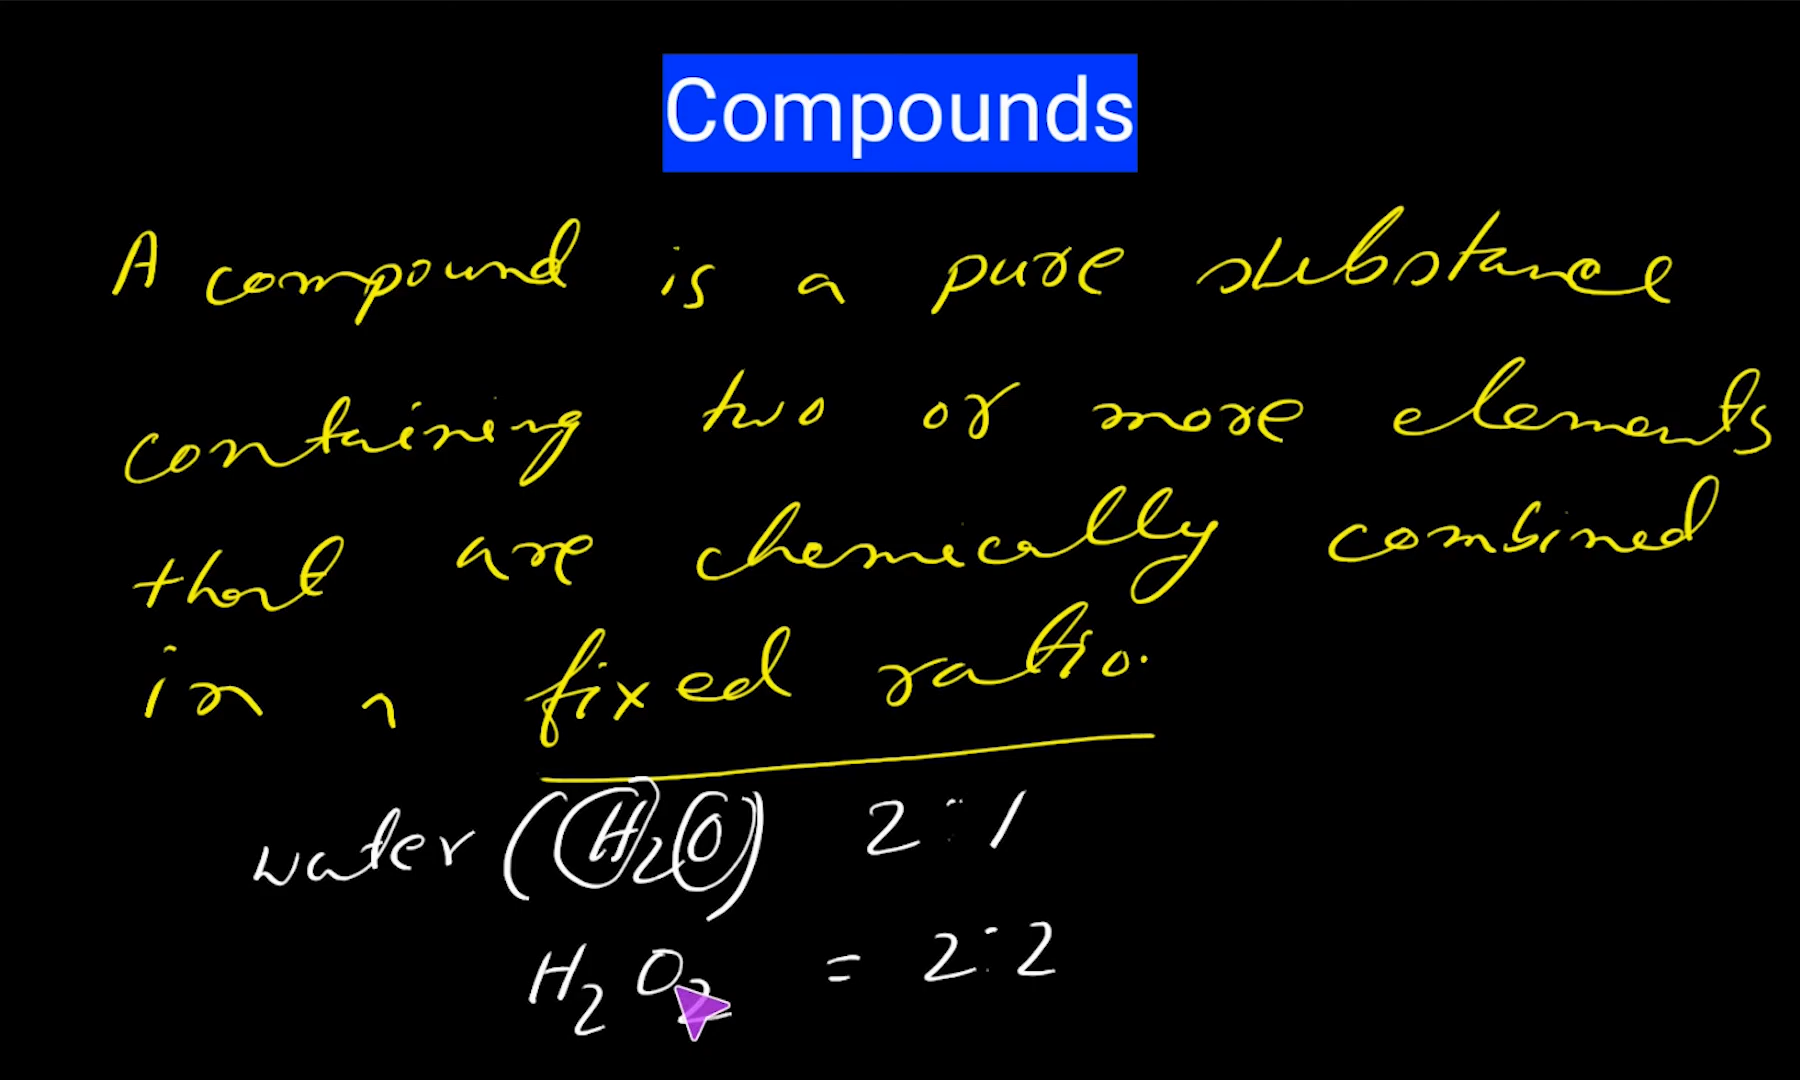 Compounds
A compound is a pure substance
containing two or more elements
that are chemically combined
in a fixed ratio.
water (H₂O) 2:1
H₂O₂ = 2:2